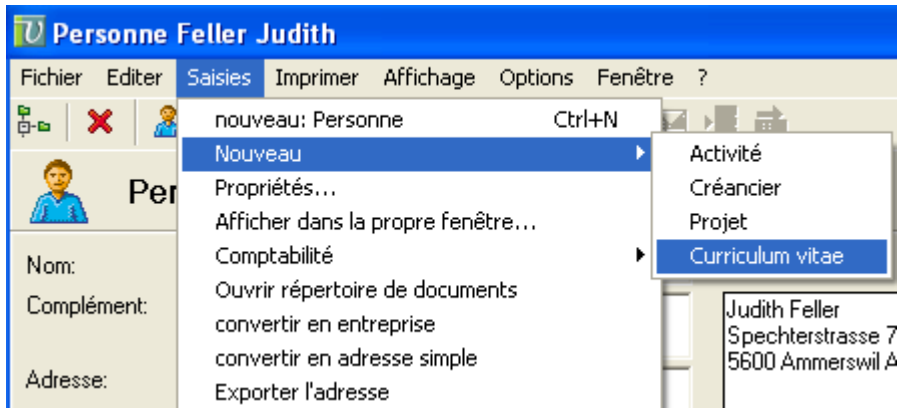 Personne Feller Judith
Fichier Editer Saisies Imprimer Affichage Options Fenêtre ?
nouveau: Personne Ctrl+N
Nouveau
Propriétés...
Afficher dans la propre fenêtre...
Comptabilité
Ouvrir répertoire de documents
convertir en entreprise
convertir en adresse simple
Exporter l'adresse
Activité
Créancier
Projet
Curriculum vitae
Per
Nom:
Complément:
Adresse:
Judith Feller
Spechterstrasse 7
5600 Ammerswil A